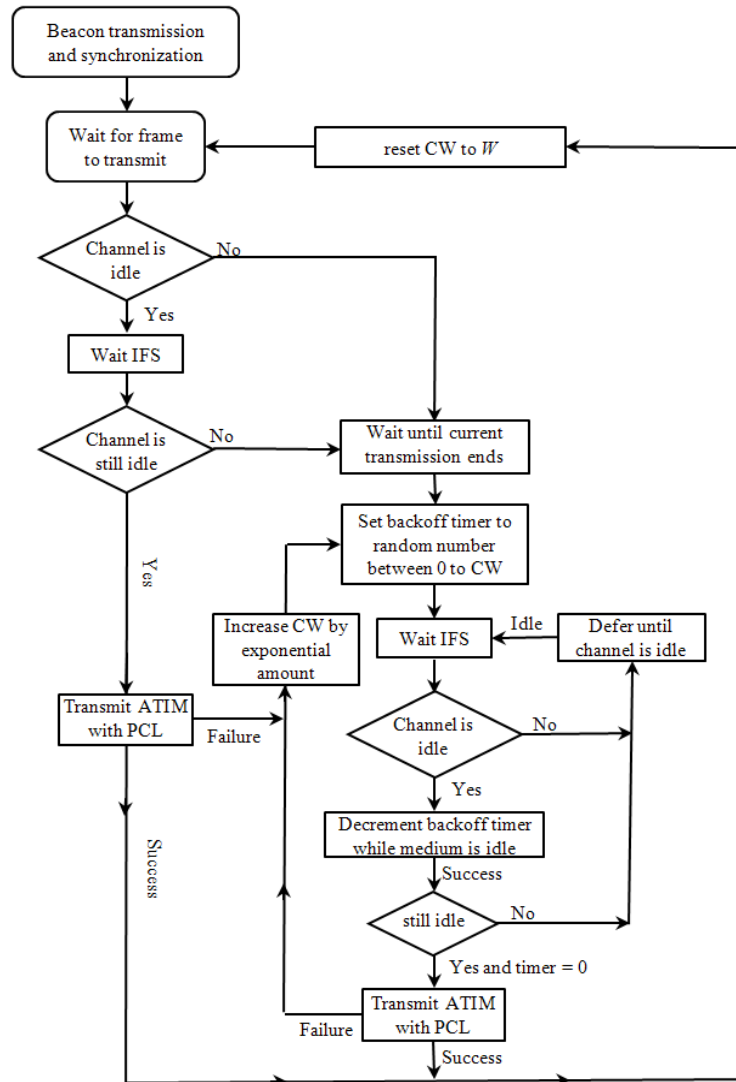 Beacon transmission
and synchronization
Wait for frame
to transmit
reset CW to W
Channel is
idle
No
Yes
Wait IFS
Channel is
still idle
No
Wait until current
transmission ends
Set backoff timer to
random number
between 0 to CW
Yes
Increase CW by
exponential
amount
Wait IFS
Idle
Defer until
channel is idle
Transmit ATIM
with PCL
Failure
Channel is
idle
No
Yes
Decrement backoff timer
while medium is idle
Success
Success
still idle
No
Yes and timer = 0
Transmit ATIM
with PCL
Failure
Success